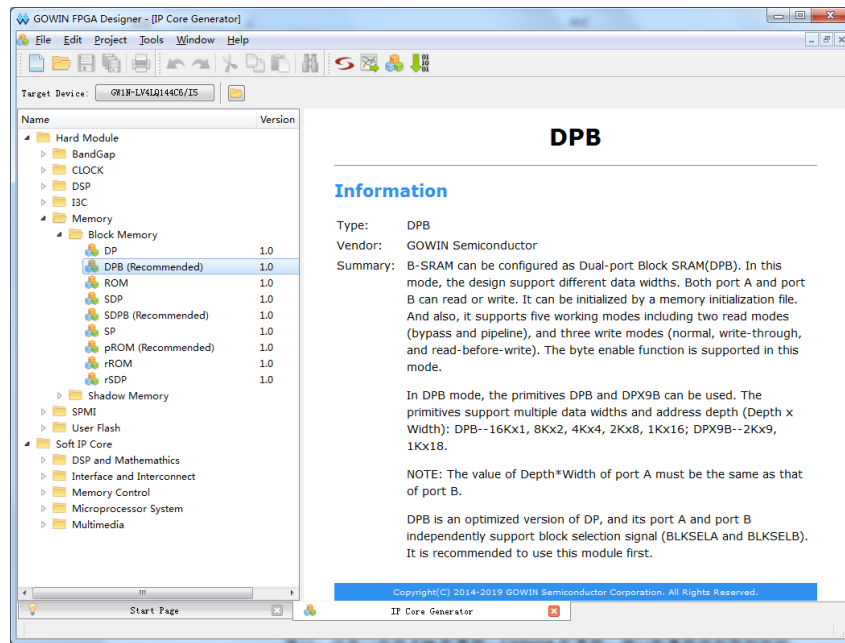 GOWIN FPGA Designer - [IP Core Generator]
File Edit Project Tools Window Help
Target Device: GW1N-LV4LQ144C6/I5
Name Version
Hard Module
BandGap
CLOCK
DSP
I3C
Memory
Block Memory
DP 1.0
DPB (Recommended) 1.0
ROM 1.0
SDP 1.0
SDPB (Recommended) 1.0
SP 1.0
pROM (Recommended) 1.0
rROM 1.0
rSDP 1.0
Shadow Memory
SPMI
User Flash
Soft IP Core
DSP and Mathemathics
Interface and Interconnect
Memory Control
Microprocessor System
Multimedia
DPB
Information
Type: DPB
Vendor: GOWIN Semiconductor
Summary: B-SRAM can be configured as Dual-port Block SRAM(DPB). In this
mode, the design support different data widths. Both port A and port
B can read or write. It can be initialized by a memory initialization file.
And also, it supports five working modes including two read modes
(bypass and pipeline), and three write modes (normal, write-through,
and read-before-write). The byte enable function is supported in this
mode.
In DPB mode, the primitives DPB and DPX9B can be used. The
primitives support multiple data widths and address depth (Depth x
Width): DPB--16Kx1, 8Kx2, 4Kx4, 2Kx8, 1Kx16; DPX9B--2Kx9,
1Kx18.
NOTE: The value of Depth*Width of port A must be the same as that
of port B.
DPB is an optimized version of DP, and its port A and port B
independently support block selection signal (BLKSELA and BLKSELB).
It is recommended to use this module first.
Copyright(C) 2014-2019 GOWIN Semiconductor Corporation. All Rights Reserved.
Start Page IP Core Generator